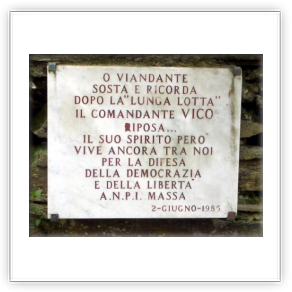 O VIANDANTE
SOSTA E RICORDA
DOPO LA "LUNGA LOTTA"
IL COMANDANTE VICO
RIPOSA...
IL SUO SPIRITO PERO'
VIVE ANCORA TRA NOI
PER LA DIFESA
DELLA DEMOCRAZIA
E DELLA LIBERTA'
A.N.P.I. MASSA
2-GIUGNO-1985